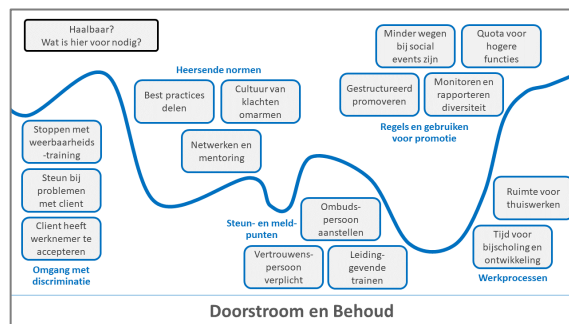 Haalbaar?
Wat is hier voor nodig?
Heersende normen
Best practices
delen
Cultuur van
klachten
omarmen
Netwerken en
mentoring
Minder wegen
bij social
events zijn
Quota voor
hogere
functies
Gestructureerd
promoveren
Monitoren en
rapporteren
diversiteit
Regels en gebruiken
voor promotie
Stoppen met
weerbaarheids
-training
Steun bij
problemen
met client
Client heeft
werknemer te
accepteren
Omgang met
discriminatie
Steun- en meld-
punten
Ombuds-
persoon
aanstellen
Vertrouwens-
persoon
verplicht
Leiding-
gevende
trainen
Ruimte voor
thuiswerken
Tijd voor
bijscholing en
ontwikkeling
Werkprocessen
Doorstroom en Behoud